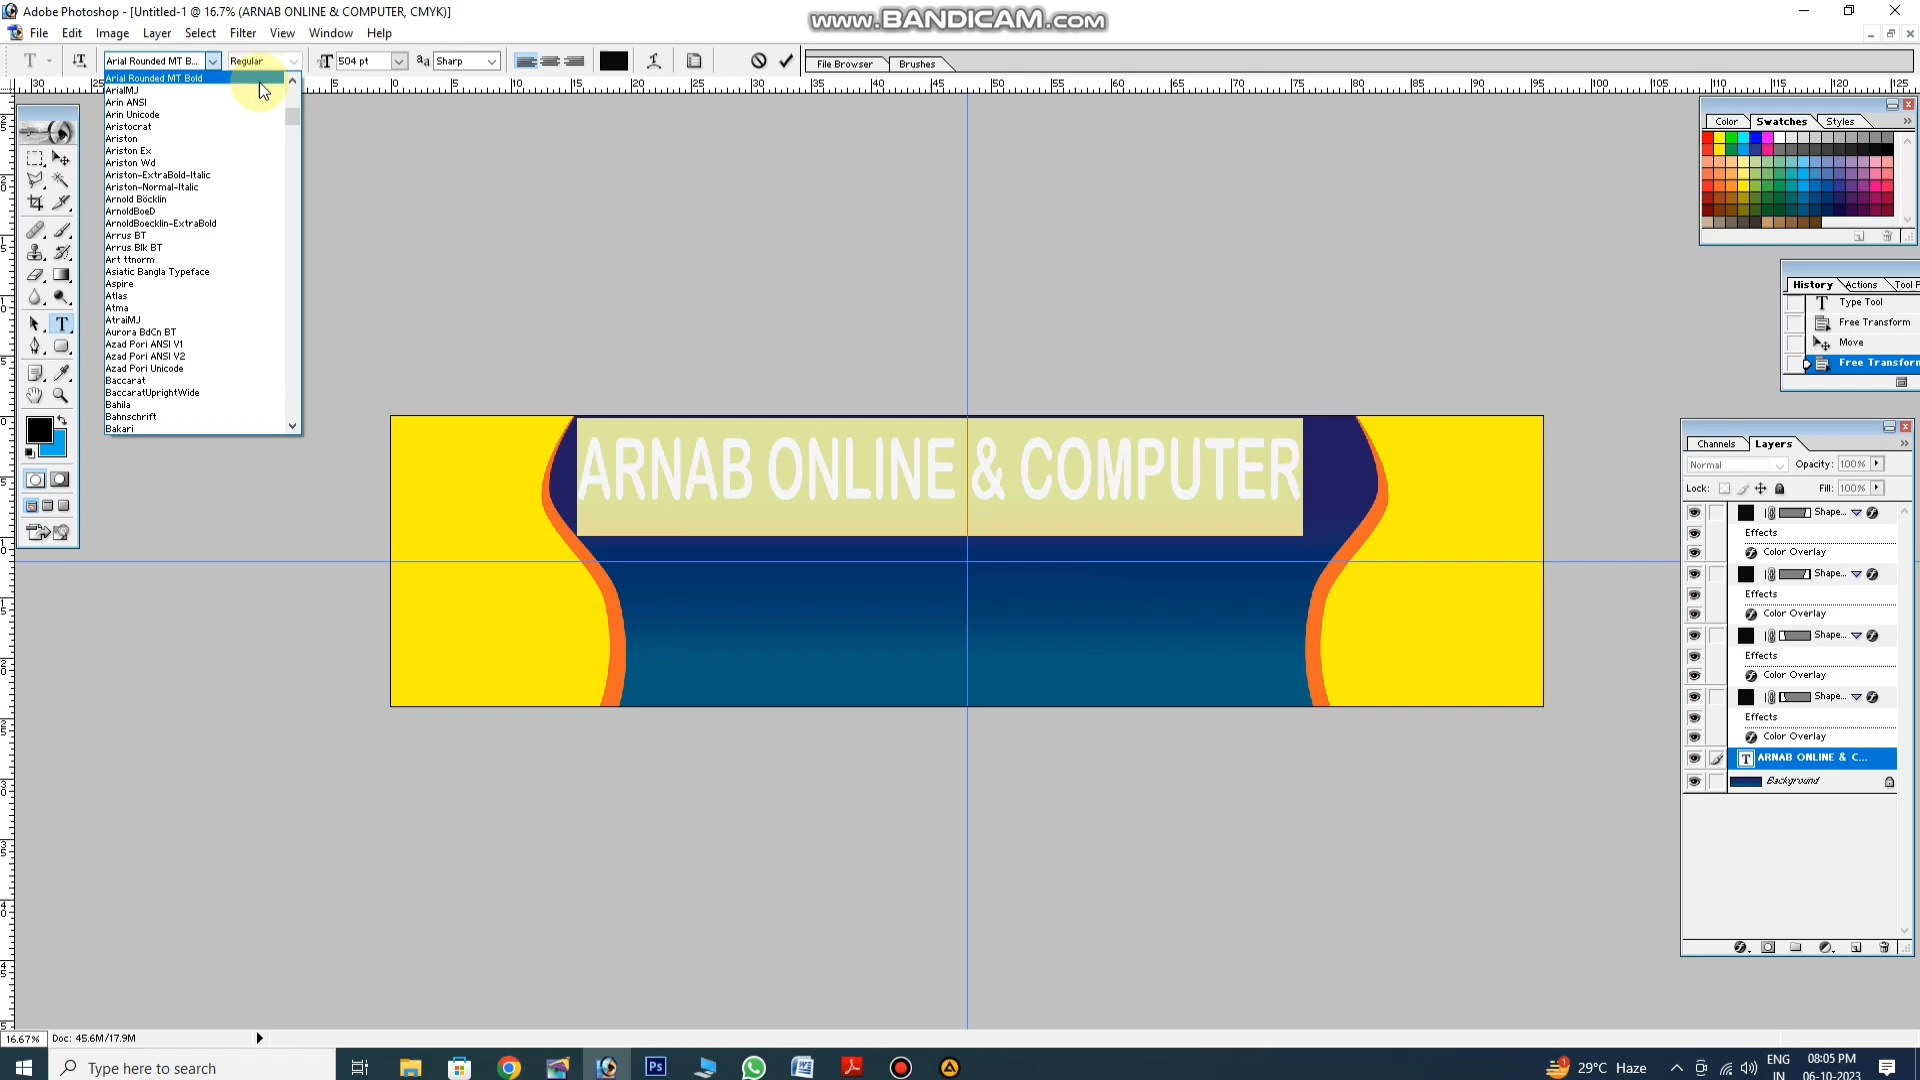 Adobe Photoshop - [Untitled-1 @ 16.7% (ARNAB ONLINE & COMPUTER, CMYK)]
www.BANDICAM.com
File Edit Image Layer Select Filter View Window Help
Arial Rounded MT B... Regular 504 pt aa Sharp File Browser Brushes
Arial Rounded MT Bold
ArialMJ
Arin ANSI
Arin Unicode
Aristocrat
Ariston
Ariston Ex
Ariston Wd
Ariston-ExtraBold-Italic
Ariston-Normal-Italic
Arnold Böcklin
ArnoldBoeD
ArnoldBoecklin-ExtraBold
Arrus BT
Arrus Blk BT
Art ttnorm
Asiatic Bangla Typeface
Aspire
Atlas
Atma
AtraiMJ
Aurora BdCn BT
Azad Pori ANSI V1
Azad Pori ANSI V2
Azad Pori Unicode
Baccarat
BaccaratUprightWide
Bahila
Bahnschrift
Bakari
ARNAB ONLINE & COMPUTER
Color Swatches Styles
History Actions Tool P
Type Tool
Free Transform
Move
Free Transform
Channels Layers
Normal Opacity: 100%
Lock: Fill: 100%
Shape...
Effects
Color Overlay
Shape...
Effects
Color Overlay
Shape...
Effects
Color Overlay
Shape...
Effects
Color Overlay
T ARNAB ONLINE & C...
Background
16.67% Doc: 45.6M/17.9M
Type here to search
29°C Haze
ENG
IN
08:05 PM
06-10-2023